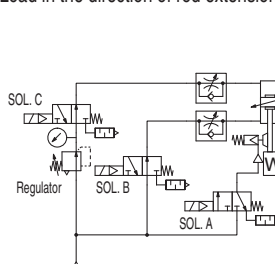 Load in the direction of rod extension
SOL. C
Regulator
SOL. B
SOL. A
W